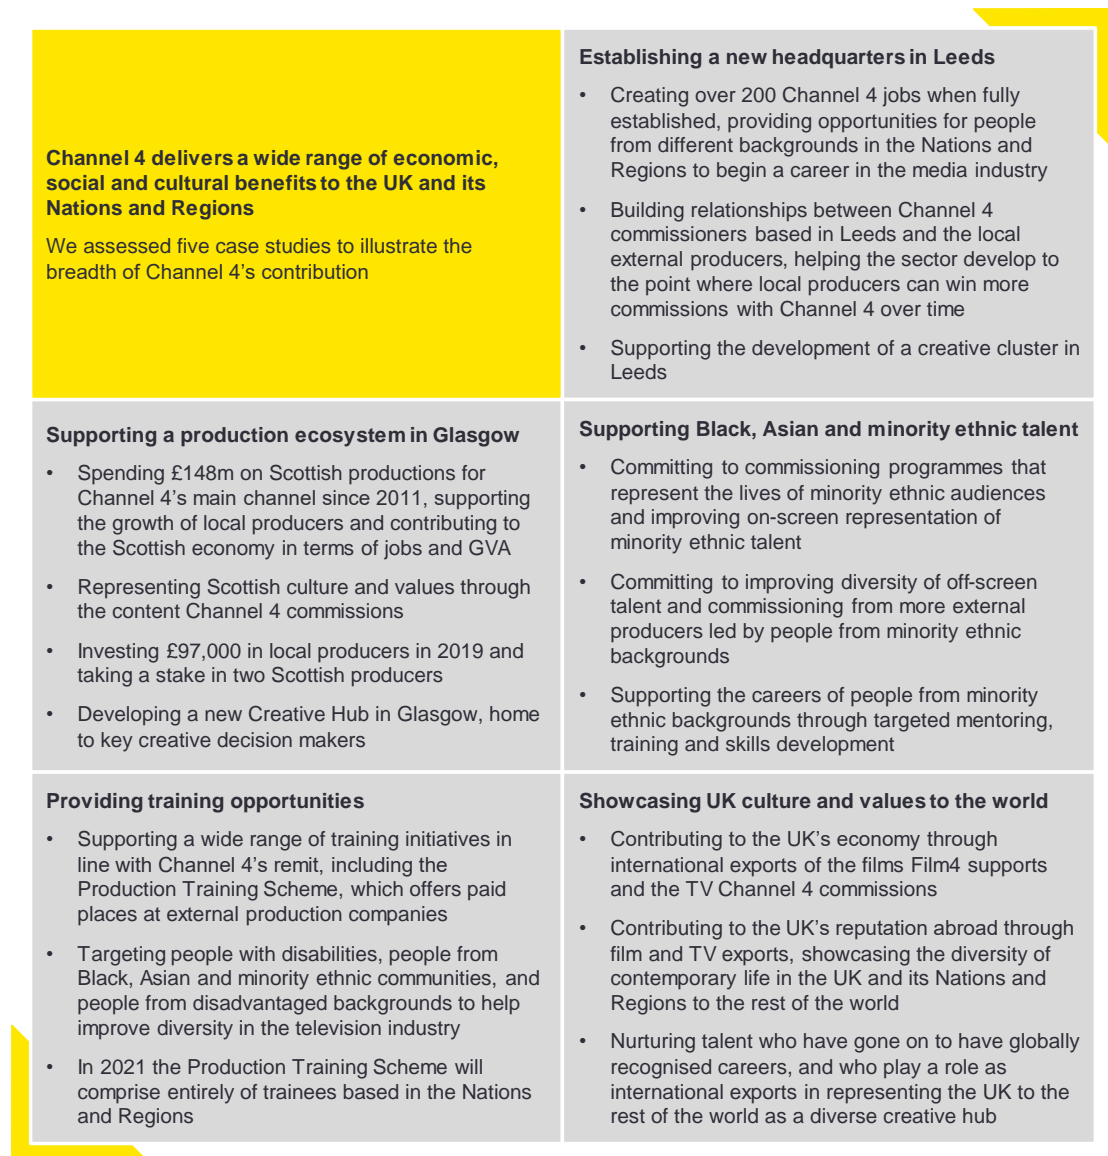 Channel 4 delivers a wide range of economic,
social and cultural benefits to the UK and its
Nations and Regions
We assessed five case studies to illustrate the
breadth of Channel 4’s contribution
Establishing a new headquarters in Leeds
• Creating over 200 Channel 4 jobs when fully
established, providing opportunities for people
from different backgrounds in the Nations and
Regions to begin a career in the media industry
• Building relationships between Channel 4
commissioners based in Leeds and the local
external producers, helping the sector develop to
the point where local producers can win more
commissions with Channel 4 over time
• Supporting the development of a creative cluster in
Leeds
Supporting a production ecosystem in Glasgow
• Spending £148m on Scottish productions for
Channel 4’s main channel since 2011, supporting
the growth of local producers and contributing to
the Scottish economy in terms of jobs and GVA
• Representing Scottish culture and values through
the content Channel 4 commissions
• Investing £97,000 in local producers in 2019 and
taking a stake in two Scottish producers
• Developing a new Creative Hub in Glasgow, home
to key creative decision makers
Supporting Black, Asian and minority ethnic talent
• Committing to commissioning programmes that
represent the lives of minority ethnic audiences
and improving on-screen representation of
minority ethnic talent
• Committing to improving diversity of off-screen
talent and commissioning from more external
producers led by people from minority ethnic
backgrounds
• Supporting the careers of people from minority
ethnic backgrounds through targeted mentoring,
training and skills development
Providing training opportunities
• Supporting a wide range of training initiatives in
line with Channel 4’s remit, including the
Production Training Scheme, which offers paid
places at external production companies
• Targeting people with disabilities, people from
Black, Asian and minority ethnic communities, and
people from disadvantaged backgrounds to help
improve diversity in the television industry
• In 2021 the Production Training Scheme will
comprise entirely of trainees based in the Nations
and Regions
Showcasing UK culture and values to the world
• Contributing to the UK’s economy through
international exports of the films Film4 supports
and the TV Channel 4 commissions
• Contributing to the UK’s reputation abroad through
film and TV exports, showcasing the diversity of
contemporary life in the UK and its Nations and
Regions to the rest of the world
• Nurturing talent who have gone on to have globally
recognised careers, and who play a role as
international exports in representing the UK to the
rest of the world as a diverse creative hub